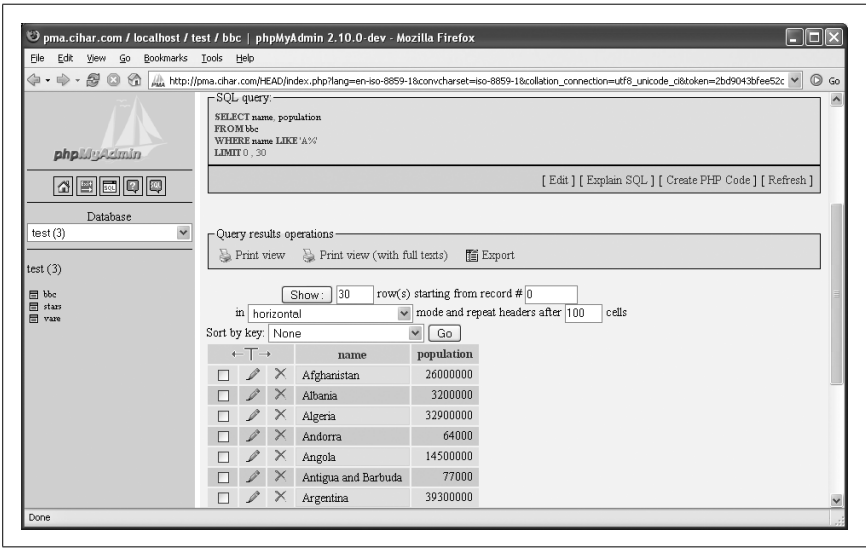 pma.cihar.com / localhost / test / bbc | phpMyAdmin 2.10.0-dev - Mozilla Firefox
File Edit View Go Bookmarks Tools Help
http://pma.cihar.com/HEAD/index.php?lang=en-iso-8859-1&convcharset=iso-8859-1&collation_connection=utf8_unicode_ci&token=2bd9043bfee52c Go
phpMyAdmin
Database
test (3)
test (3)
bbc
stars
vare
SQL query:
SELECT name, population
FROM bbc
WHERE name LIKE 'A%'
LIMIT 0 , 30
[ Edit ] [ Explain SQL ] [ Create PHP Code ] [ Refresh ]
Query results operations
Print view Print view (with full texts) Export
Show : 30 row(s) starting from record # 0
in horizontal mode and repeat headers after 100 cells
Sort by key: None Go
←T→ name population
Afghanistan 26000000
Albania 3200000
Algeria 32900000
Andorra 64000
Angola 14500000
Antigua and Barbuda 77000
Argentina 39300000
Done